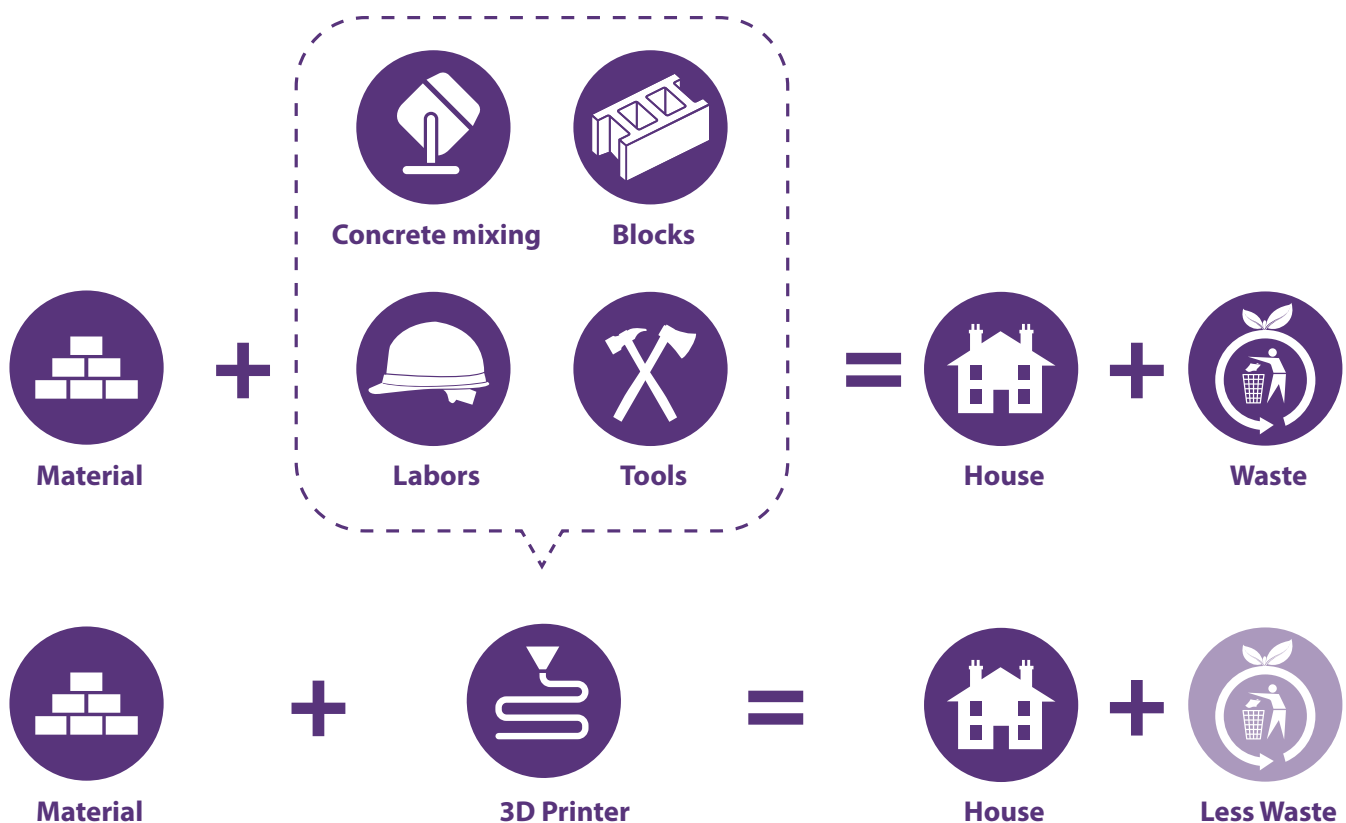 Concrete mixing
Blocks
Material
+
Labors
Tools
=
House
+
Waste
Material
+
3D Printer
=
House
+
Less Waste